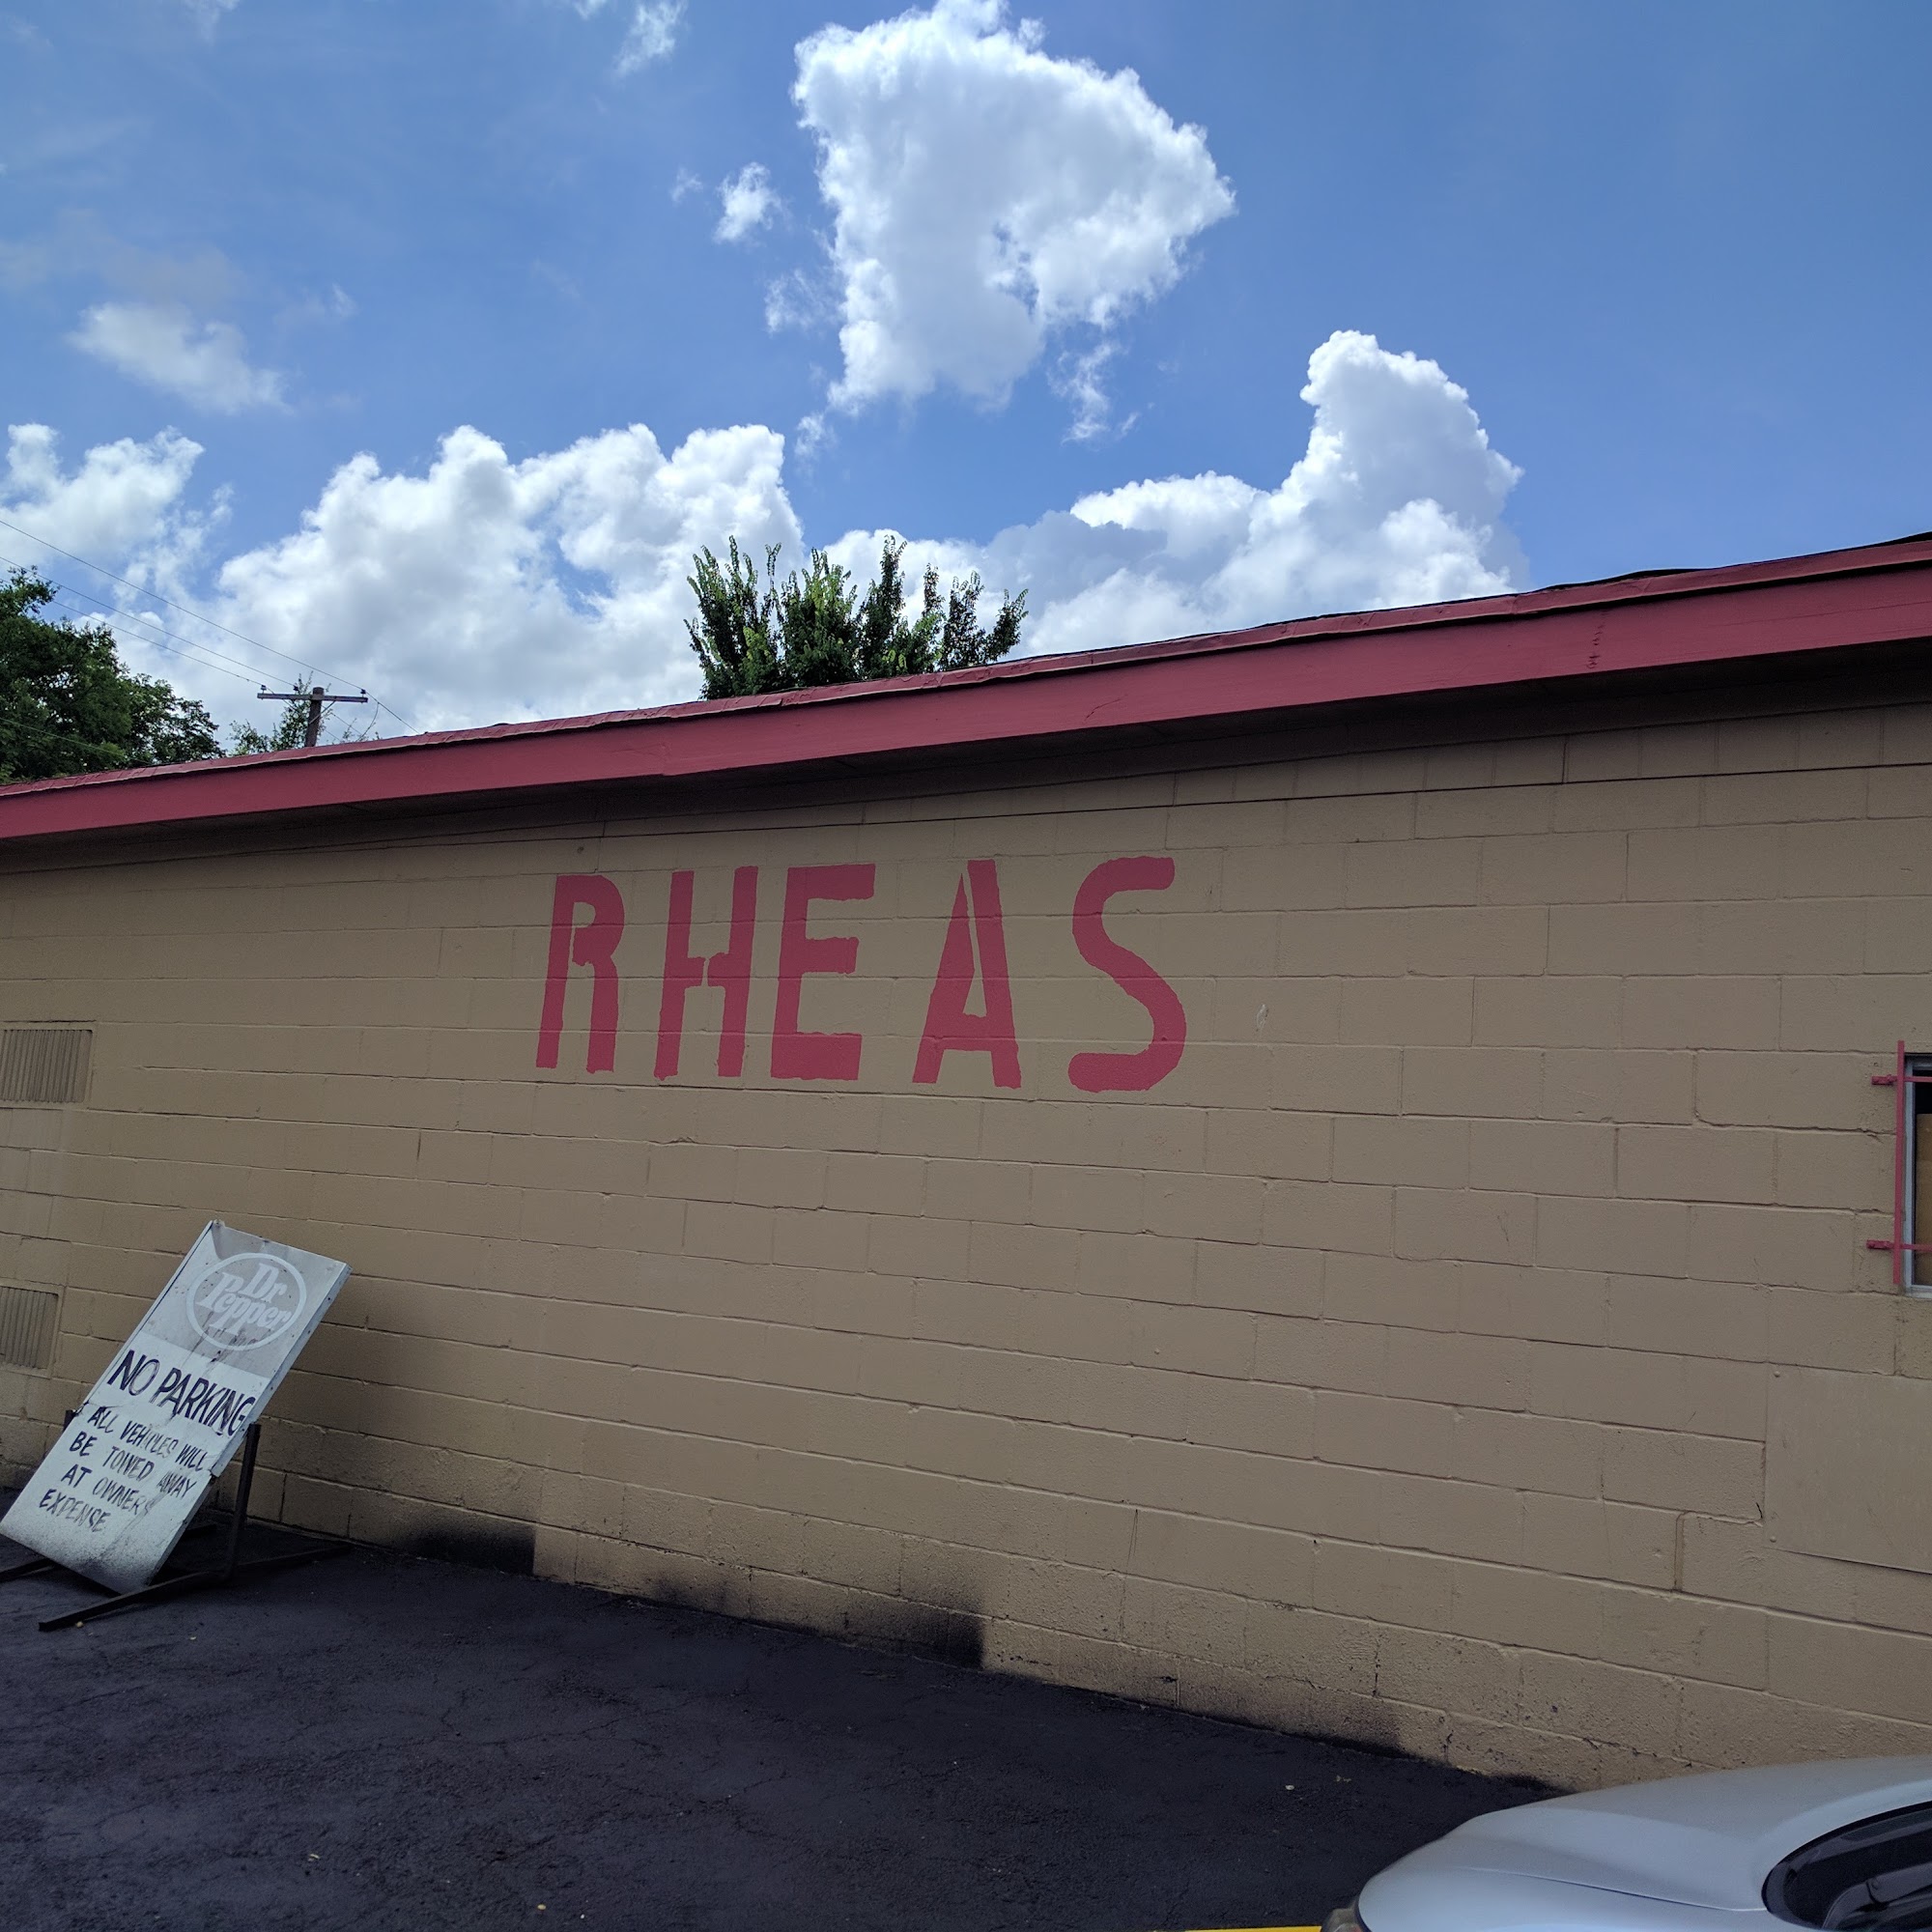 RHEAS
Dr
Pepper
NO PARKING
ALL VEHICLES WILL
BE TOWED AWAY
AT OWNERS
EXPENSE